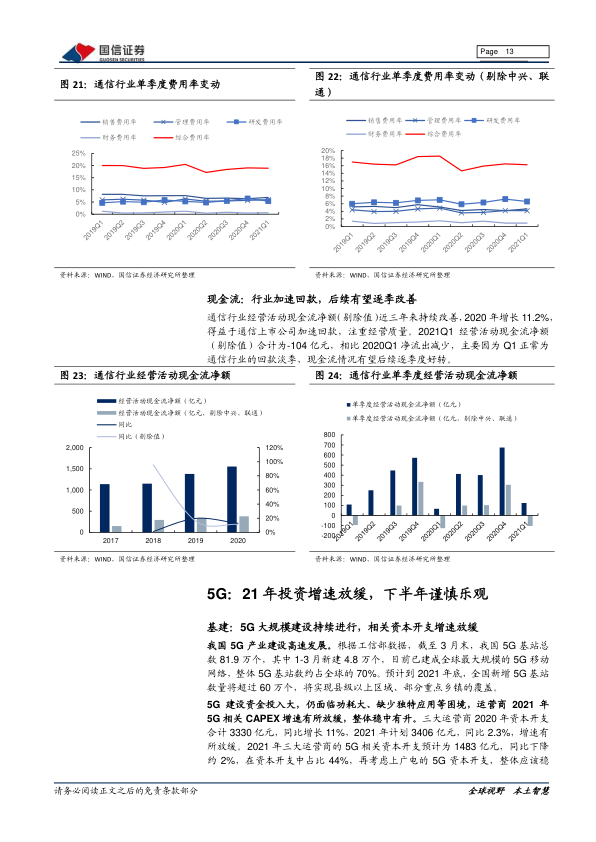 国信证券
GUOSEN SECURITIES
Page 13
图 21：通信行业单季度费用率变动
销售费用率 管理费用率 研发费用率
财务费用率 综合费用率
25%
20%
15%
10%
5%
0%
2019Q1 2019Q2 2019Q3 2019Q4 2020Q1 2020Q2 2020Q3 2020Q4 2021Q1
资料来源：WIND、国信证券经济研究所整理
图 22：通信行业单季度费用率变动（剔除中兴、联
通）
销售费用率 管理费用率 研发费用率
财务费用率 综合费用率
20%
18%
16%
14%
12%
10%
8%
6%
4%
2%
0%
2019Q1 2019Q2 2019Q3 2019Q4 2020Q1 2020Q2 2020Q3 2020Q4 2021Q1
资料来源：WIND、国信证券经济研究所整理
现金流：行业加速回款，后续有望逐季改善
通信行业经营活动现金流净额（剔除值）近三年来持续改善，2020 年增长 11.2%，
得益于通信上市公司加速回款，注重经营质量。2021Q1 经营活动现金流净额
（剔除值）合计为-104 亿元，相比 2020Q1 净流出减少，主要因为 Q1 正常为
通信行业的回款淡季，现金流情况有望后续逐季度好转。
图 23：通信行业经营活动现金流净额
经营活动现金流净额（亿元）
经营活动现金流净额（亿元，剔除中兴、联通）
同比
同比（剔除值）
2,000
1,500
1,000
500
0
120%
100%
80%
60%
40%
20%
0%
2017 2018 2019 2020
资料来源：WIND、国信证券经济研究所整理
图 24：通信行业单季度经营活动现金流净额
单季度经营活动现金流净额（亿元）
单季度经营活动现金流净额（亿元，剔除中兴、联通）
800
700
600
500
400
300
200
100
0
-100
-200
2019Q1 2019Q2 2019Q3 2019Q4 2020Q1 2020Q2 2020Q3 2020Q4 2021Q1
资料来源：WIND、国信证券经济研究所整理
5G：21 年投资增速放缓，下半年谨慎乐观
基建：5G 大规模建设持续进行，相关资本开支增速放缓
我国 5G 产业建设高速发展。根据工信部数据，截至 3 月末，我国 5G 基站总
数 81.9 万个，其中 1-3 月新建 4.8 万个，目前已建成全球最大规模的 5G 移动
网络，整体 5G 基站数约占全球的 70%。预计到 2021 年底，全国新增 5G 基站
数量将超过 60 万个，将实现县级以上区域、部分重点乡镇的覆盖。
5G 建设资金投入大，仍面临功耗大、缺少独特应用等困境，运营商 2021 年
5G 相关 CAPEX 增速有所放缓，整体稳中有升。三大运营商 2020 年资本开支
合计 3330 亿元，同比增长 11%，2021 年计划 3406 亿元，同比 2.3%，增速有
所放缓。2021 年三大运营商的 5G 相关资本开支预计为 1483 亿元，同比下降
约 2%，在资本开支中占比 44%，再考虑上广电的 5G 资本开支，整体应该稳
请务必阅读正文之后的免责条款部分
全球视野 本土智慧